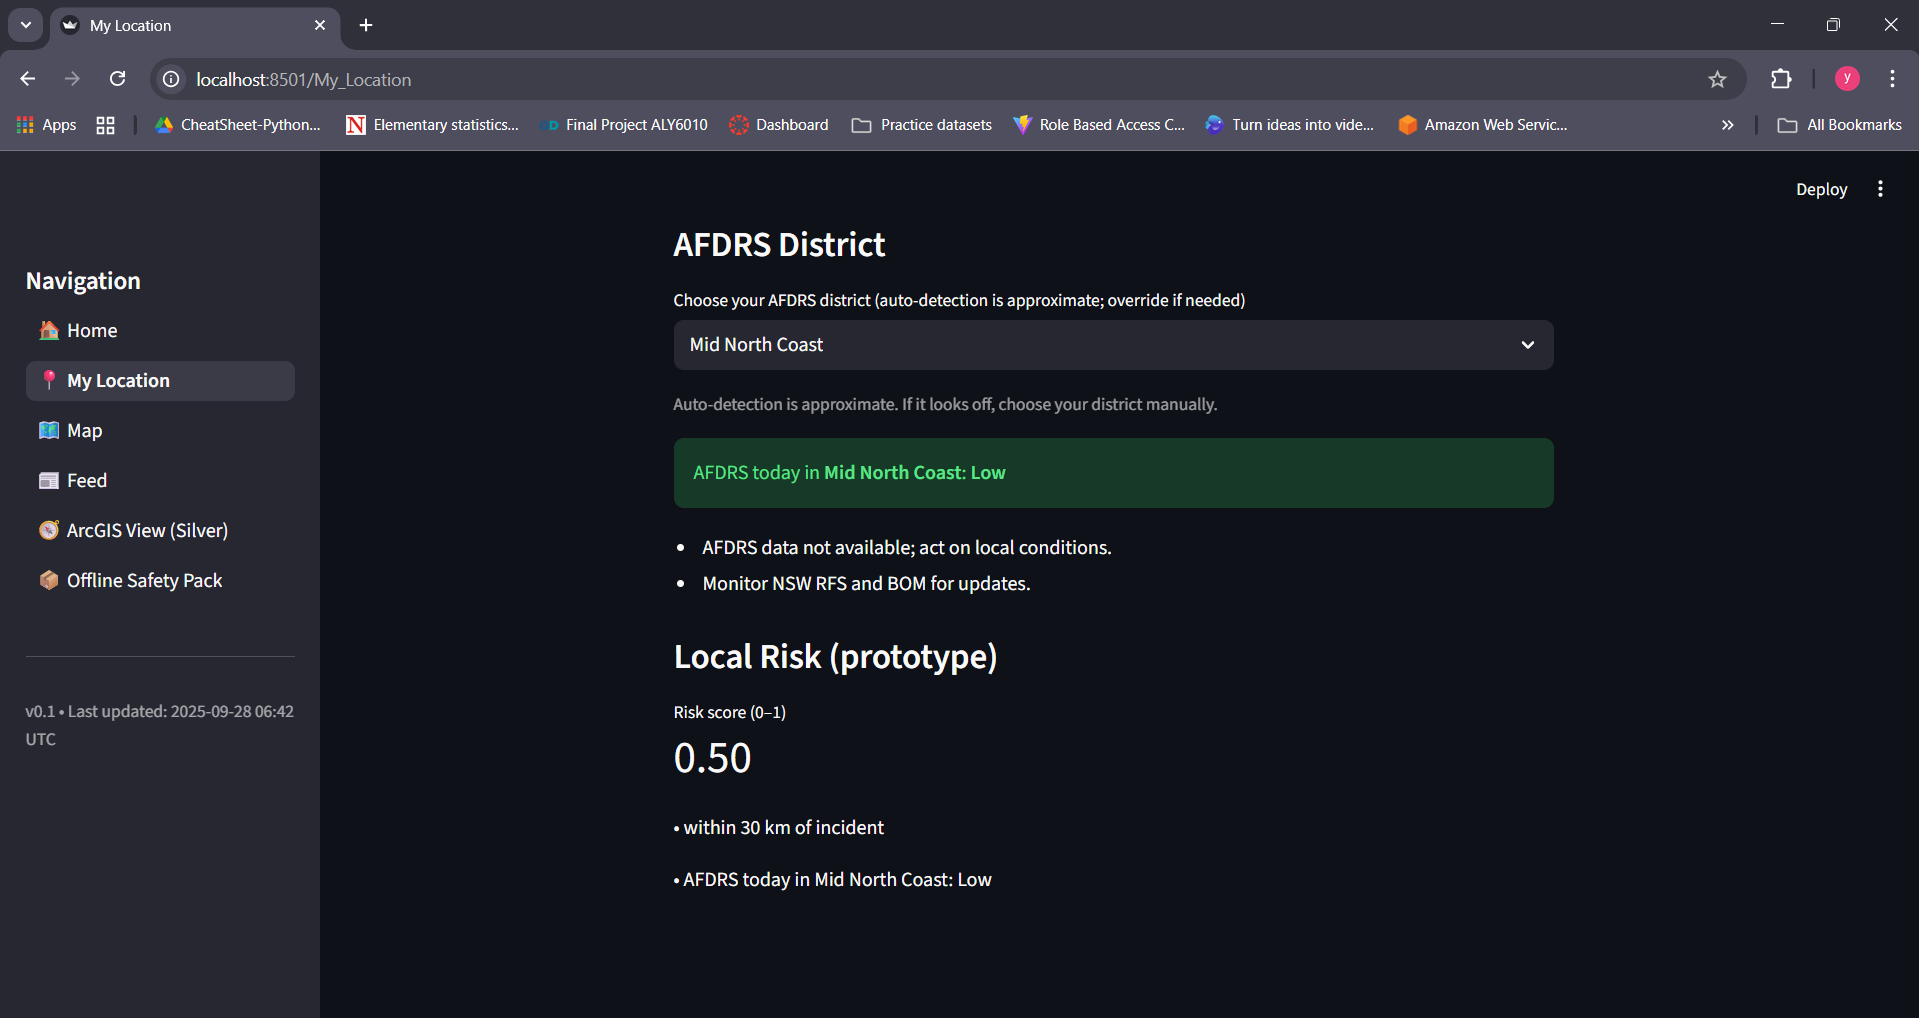 My Location
localhost:8501/My_Location
y
Apps
CheatSheet-Python...
Elementary statistics...
Final Project ALY6010
Dashboard
Practice datasets
Role Based Access C...
Turn ideas into vide...
Amazon Web Servic...
All Bookmarks
Deploy
Navigation
Home
My Location
Map
Feed
ArcGIS View (Silver)
Offline Safety Pack
v0.1 • Last updated: 2025-09-28 06:42
UTC
AFDRS District
Choose your AFDRS district (auto-detection is approximate; override if needed)
Mid North Coast
Auto-detection is approximate. If it looks off, choose your district manually.
AFDRS today in Mid North Coast: Low
• AFDRS data not available; act on local conditions.
• Monitor NSW RFS and BOM for updates.
Local Risk (prototype)
Risk score (0–1)
0.50
• within 30 km of incident
• AFDRS today in Mid North Coast: Low